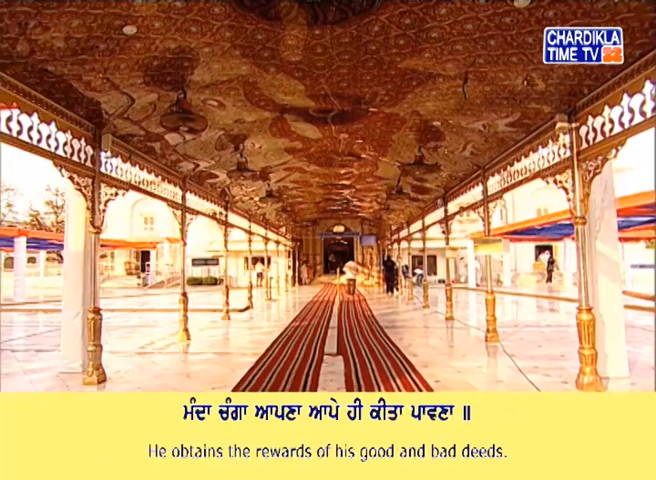 CHARDIKLA
TIME TV
ਮੰਦਾ ਚੰਗਾ ਆਪਣਾ ਆਪੇ ਹੀ ਕੀਤਾ ਪਾਵਣਾ ॥
He obtains the rewards of his good and bad deeds.